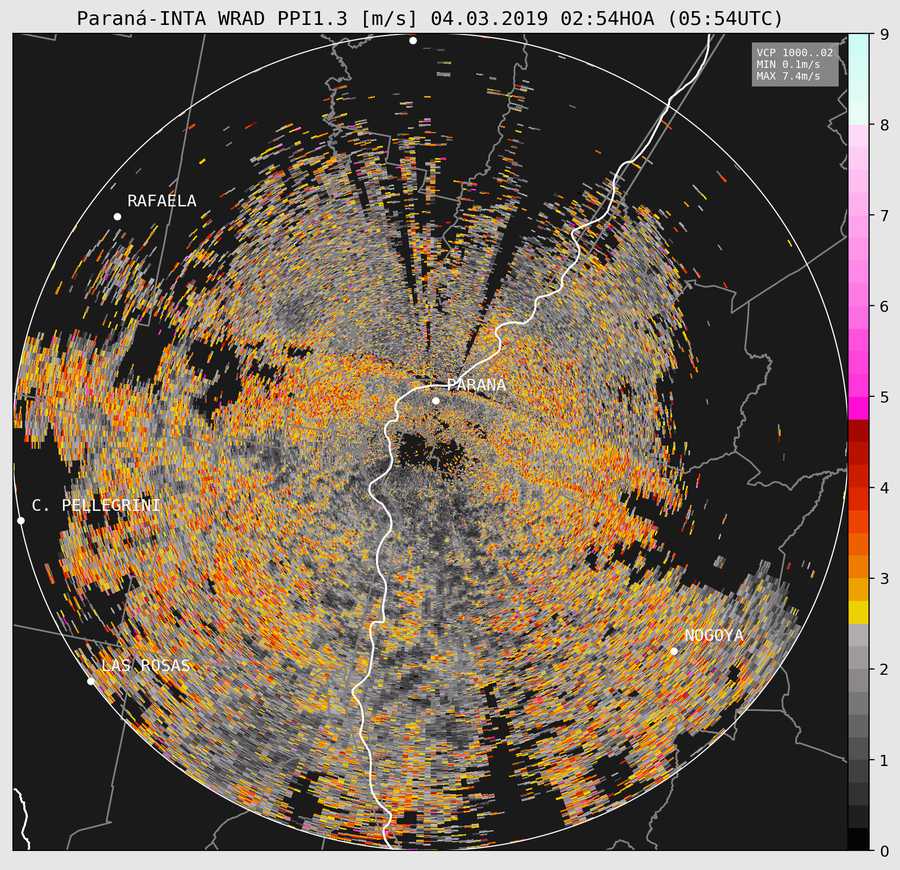 Paraná-INTA WRAD PPI1.3 [m/s] 04.03.2019 02:54HOA (05:54UTC)
VCP 1000..02
MIN 0.1m/s
MAX 7.4m/s
RAFAELA
PARANA
C. PELLEGRINI
NOGOYA
LAS ROSAS
9
8
7
6
5
4
3
2
1
0